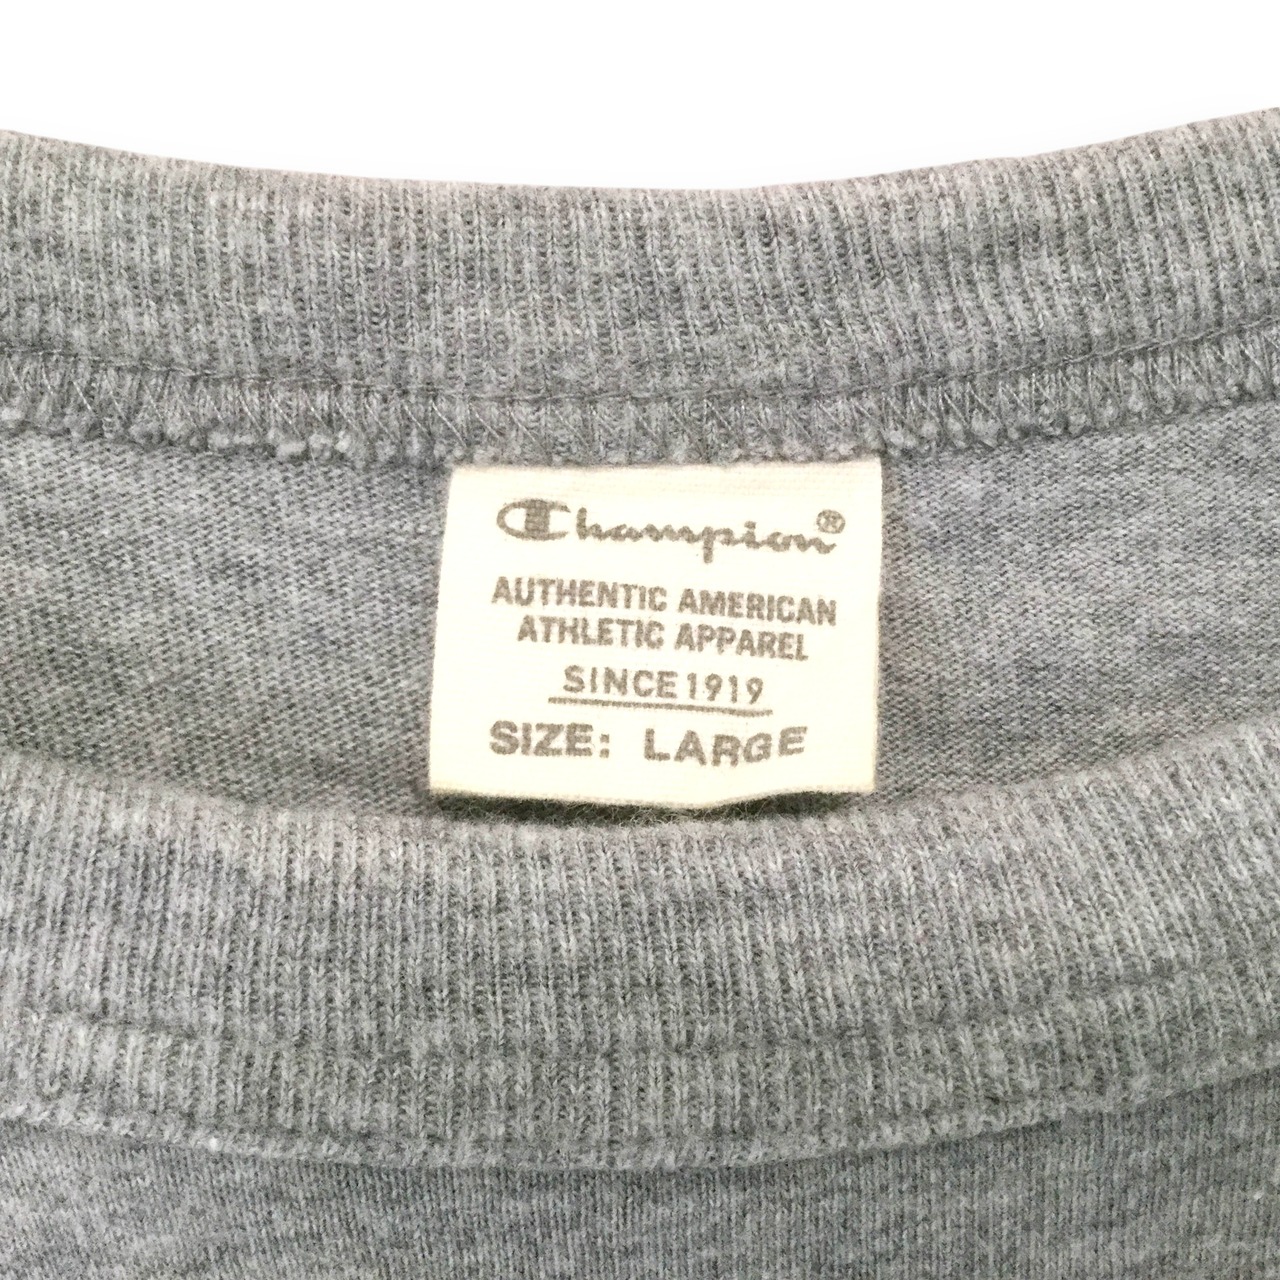 Champion®
AUTHENTIC AMERICAN
ATHLETIC APPAREL
SINCE 1919
SIZE: LARGE